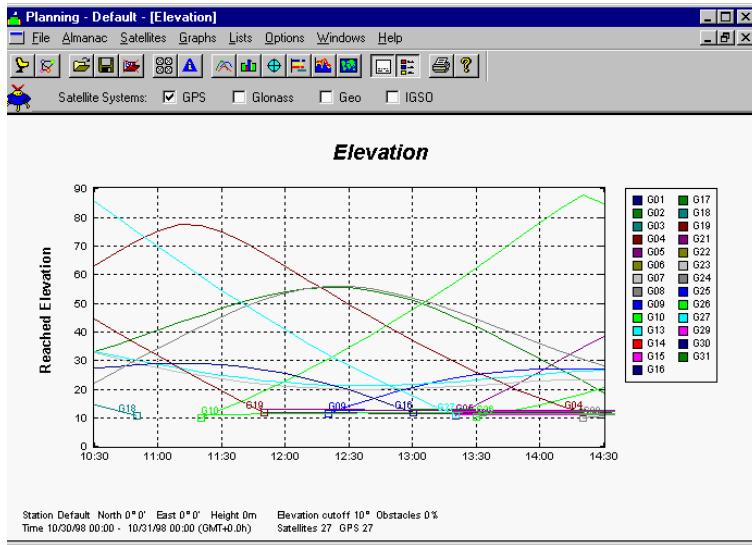 Planning - Default - [Elevation]
File Almanac Satellites Graphs Lists Options Windows Help
Satellite Systems: GPS Glonass Geo IGSO
Elevation
Reached Elevation
90
80
70
60
50
40
30
20
10
0
G18
G10
G19
G09
G16
G27
G05
G26
G04
10:30 11:00 11:30 12:00 12:30 13:00 13:30 14:00 14:30
G01 G17
G02 G18
G03 G19
G04 G21
G05 G22
G06 G23
G07 G24
G08 G25
G09 G26
G10 G27
G13 G29
G14 G30
G15 G31
G16
Station Default North 0°0' East 0°0' Height 0m Elevation cutoff 10° Obstacles 0%
Time 10/30/98 00:00 - 10/31/98 00:00 (GMT+0.0h) Satellites 27 GPS 27